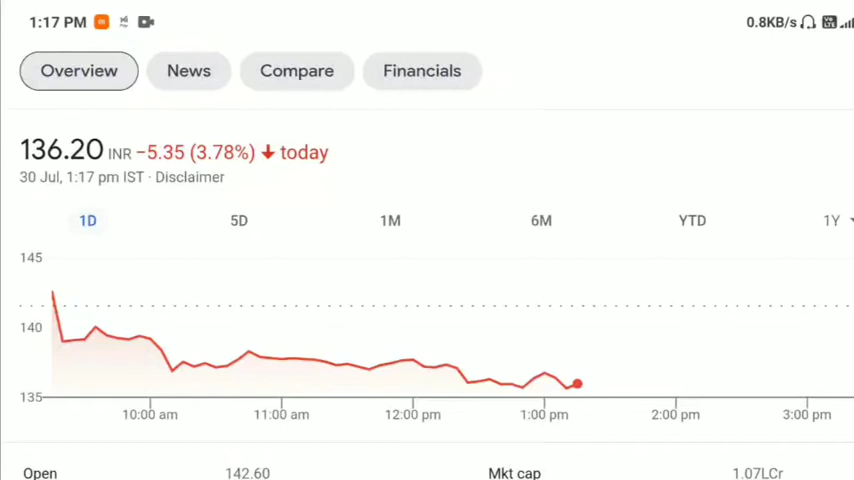 1:17 PM 0.8KB/s
Overview News Compare Financials
136.20 INR −5.35 (3.78%) today
30 Jul, 1:17 pm IST · Disclaimer
1D 5D 1M 6M YTD 1Y
145
140
135
10:00 am 11:00 am 12:00 pm 1:00 pm 2:00 pm 3:00 pm
Open 142.60 Mkt cap 1.07LCr